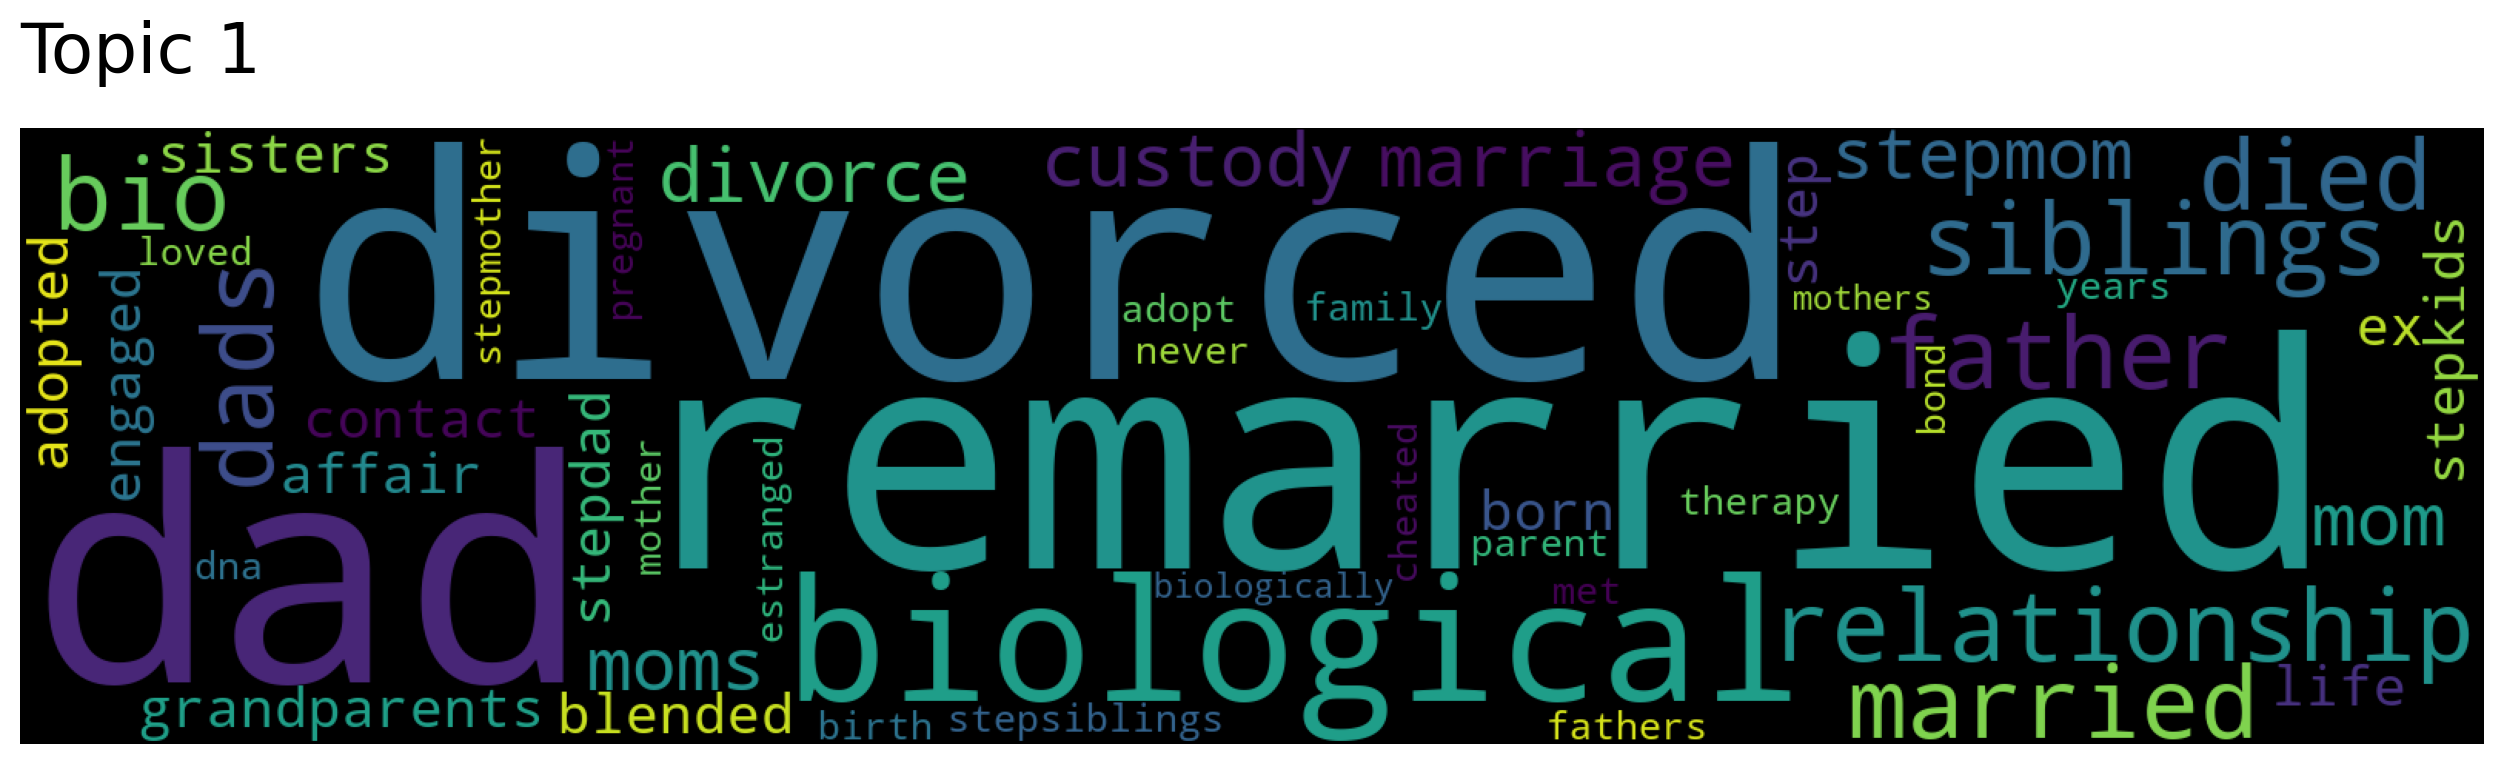 Topic 1
sisters
bio
loved
adopted
engaged
dads
divorced
stepmother
pregnant
divorce
custody
marriage
step
stepmom
died
siblings
years
mothers
adopt
family
never
father
ex
stepkids
bond
contact
affair
dad
dna
stepdad
mother
estranged
remarried
cheated
born
parent
therapy
mom
biologically
met
biological
relationship
moms
grandparents
blended
birth
stepsiblings
fathers
married
life